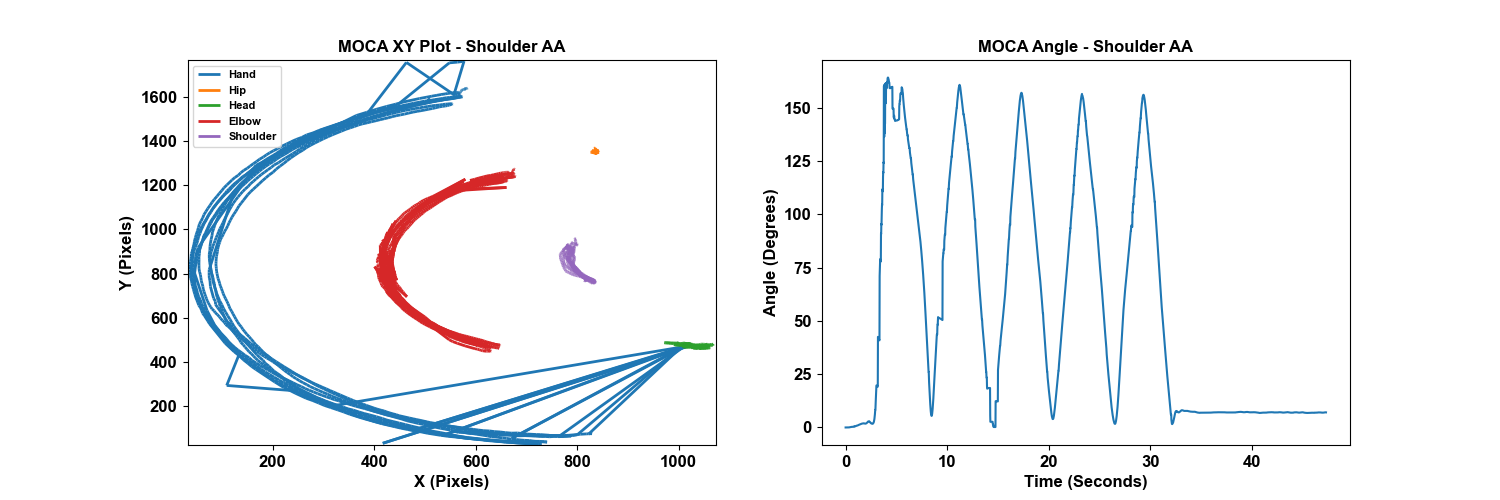 MOCA XY Plot - Shoulder AA
Y (Pixels)
1600
1400
1200
1000
800
600
400
200
Hand
Hip
Head
Elbow
Shoulder
200 400 600 800 1000
X (Pixels)
MOCA Angle - Shoulder AA
Angle (Degrees)
150
125
100
75
50
25
0
0 10 20 30 40
Time (Seconds)